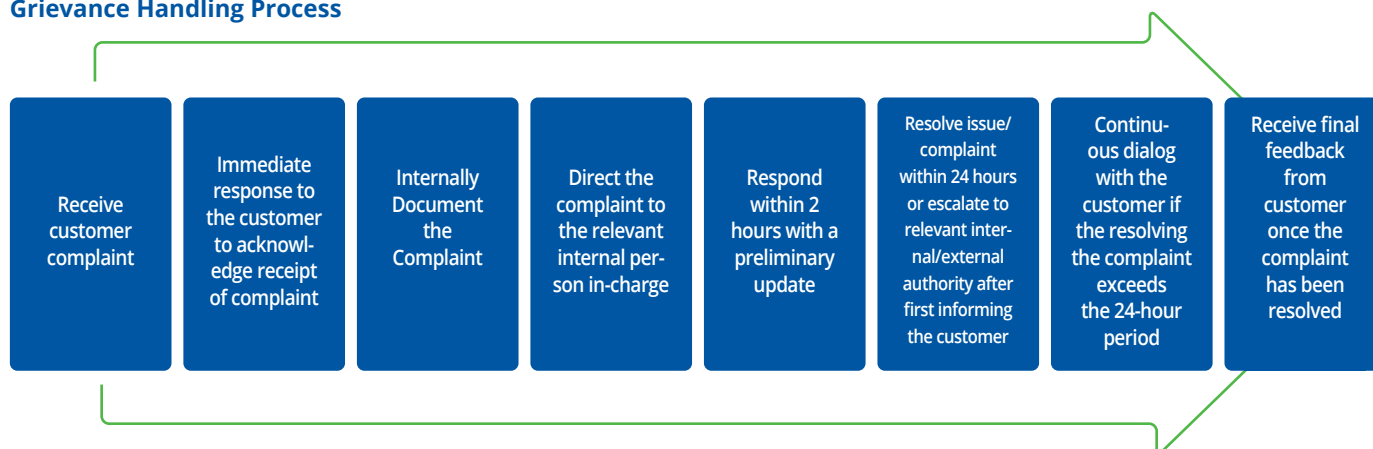 Grievance Handling Process
Receive
customer
complaint
Immediate
response to
the customer
to acknowl-
edge receipt
of complaint
Internally
Document
the
Complaint
Direct the
complaint to
the relevant
internal per-
son in-charge
Respond
within 2
hours with a
preliminary
update
Resolve issue/
complaint
within 24 hours
or escalate to
relevant inter-
nal/external
authority after
first informing
the customer
Continu-
ous dialog
with the
customer if
the resolving
the complaint
exceeds
the 24-hour
period
Receive final
feedback
from
customer
once the
complaint
has been
resolved